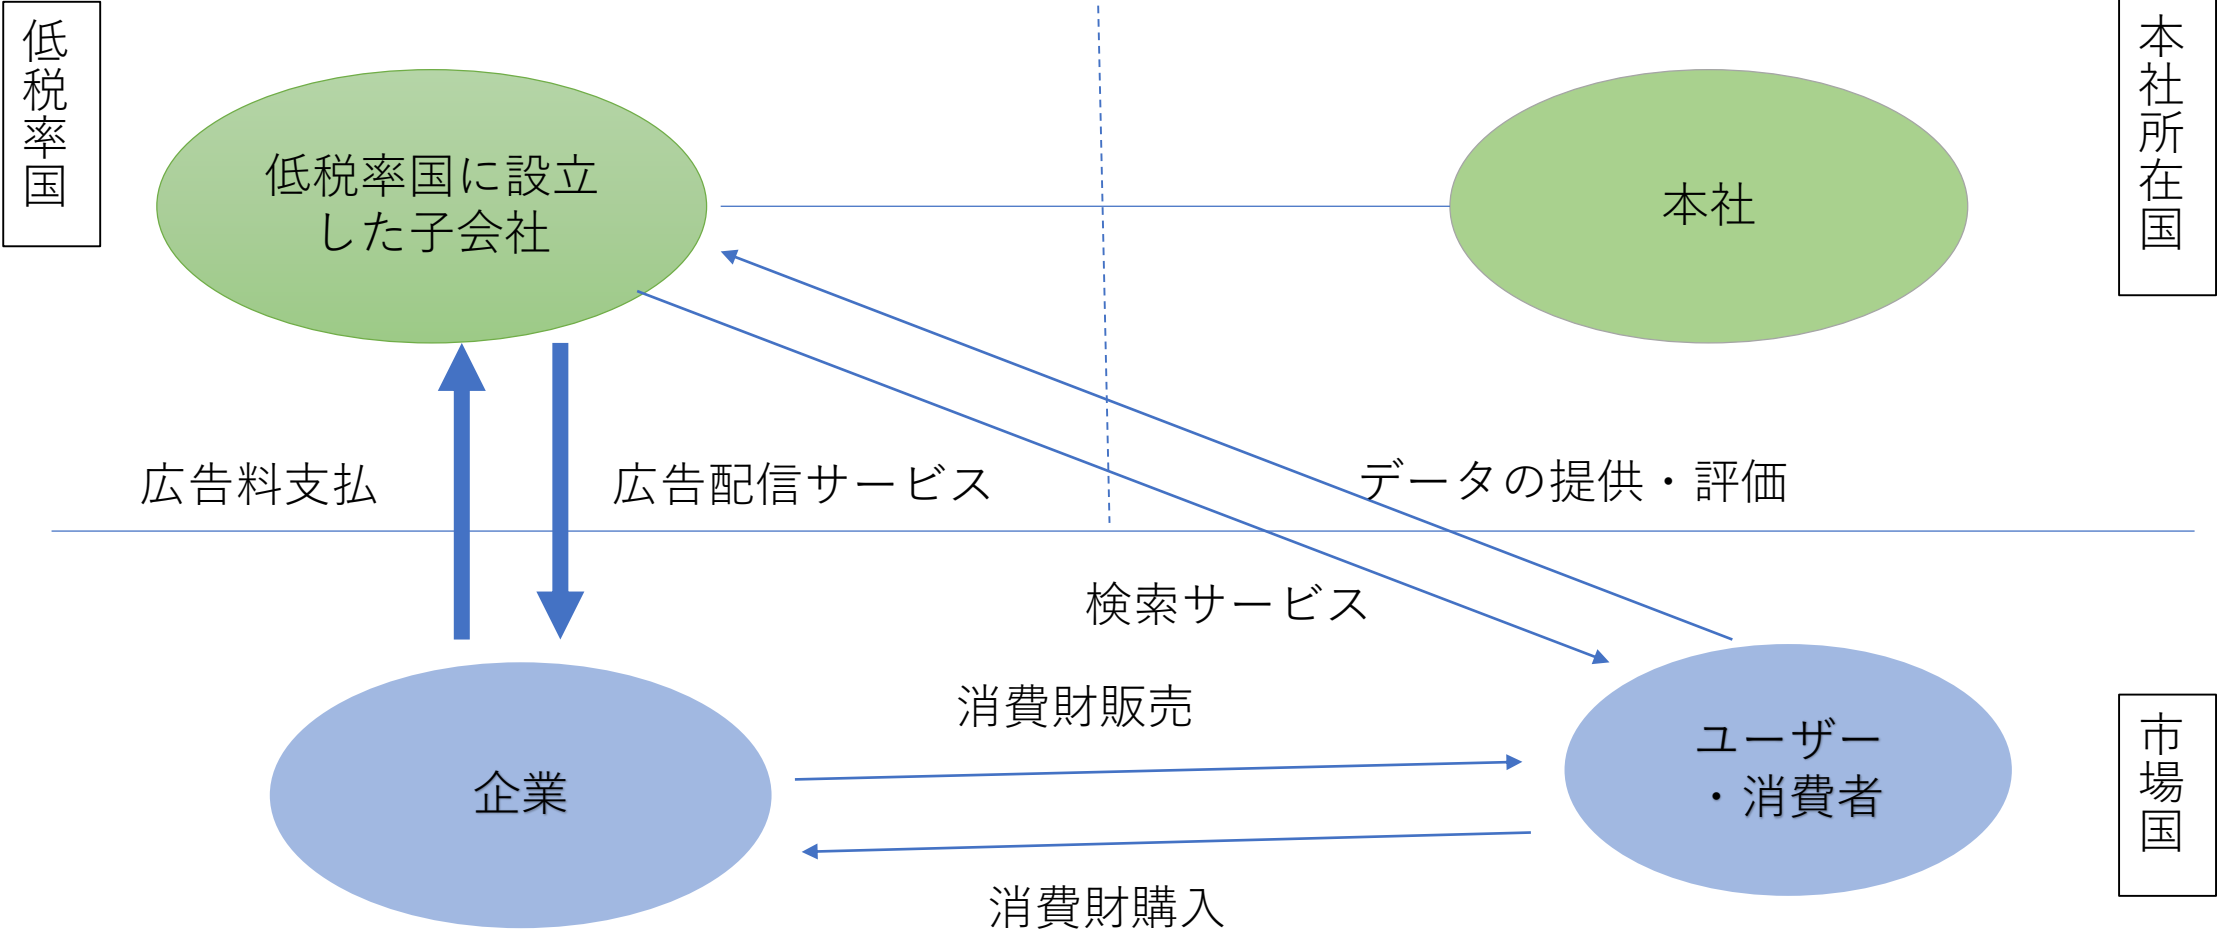 低税率国
本社所在国
低税率国に設立
した子会社
本社
広告料支払
広告配信サービス
データの提供・評価
検索サービス
消費財販売
企業
ユーザー
・消費者
市場国
消費財購入